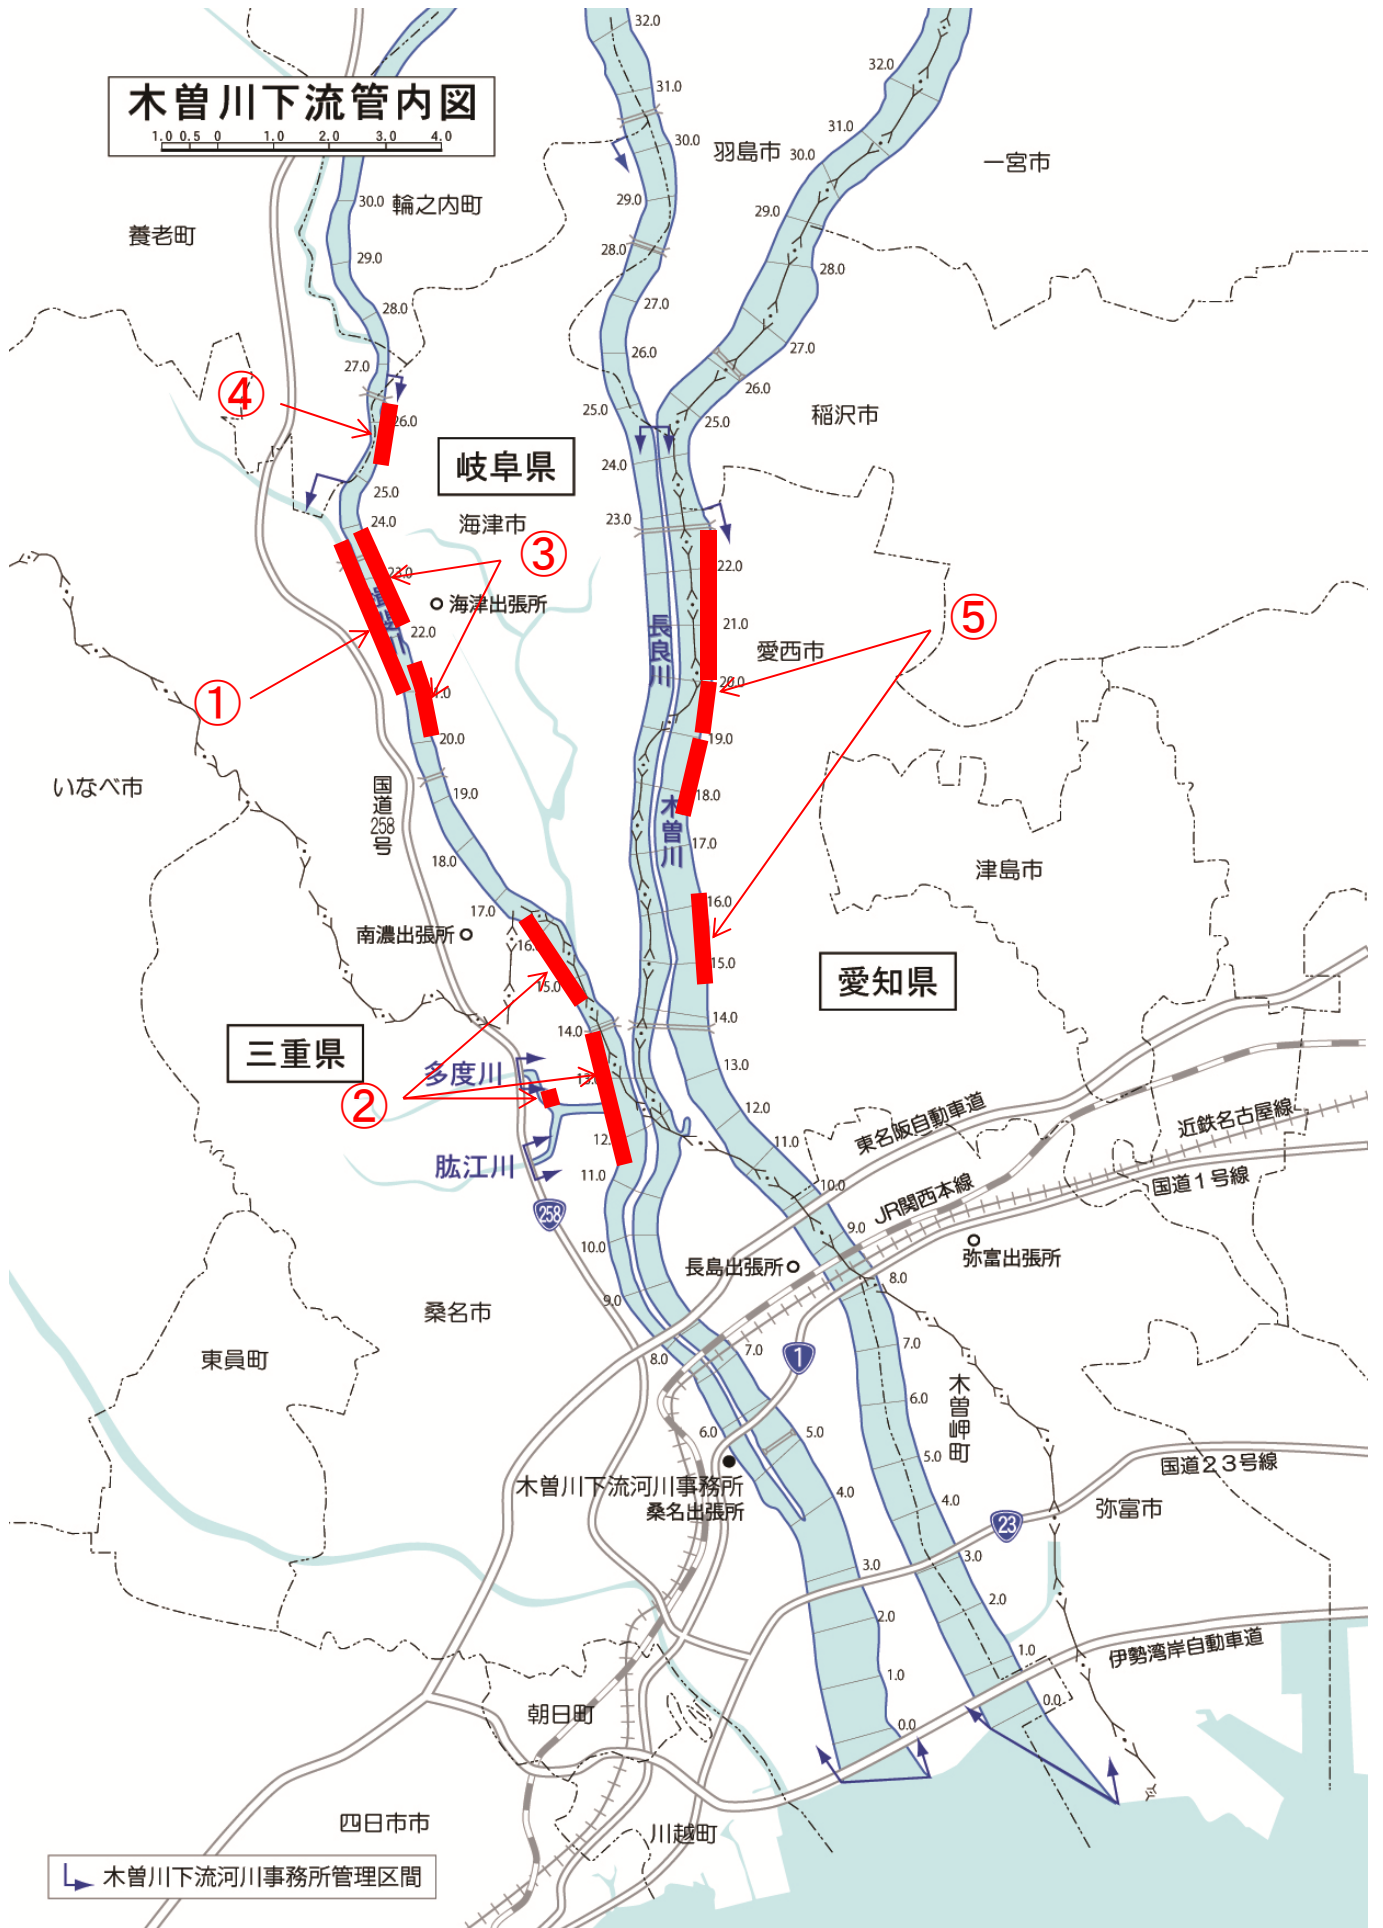 木曽川下流管内図
1.0 0.5 0 1.0 2.0 3.0 4.0
32.0
31.0
30.0
29.0
28.0
27.0
26.0
25.0
24.0
23.0
32.0
31.0
30.0
29.0
28.0
27.0
26.0
25.0
22.0
21.0
20.0
19.0
18.0
17.0
16.0
15.0
14.0
13.0
12.0
11.0
10.0
9.0
8.0
7.0
6.0
5.0
4.0
3.0
2.0
1.0
0.0
30.0
29.0
28.0
27.0
26.0
25.0
24.0
23.0
22.0
20.0
19.0
18.0
17.0
15.0
14.0
11.0
10.0
9.0
8.0
7.0
6.0
5.0
4.0
3.0
2.0
1.0
0.0
羽島市
一宮市
輪之内町
養老町
稲沢市
④
岐阜県
海津市
③
海津出張所
⑤
①
長良川
愛西市
いなべ市
国道258号
木曽川
津島市
南濃出張所
愛知県
三重県
多度川
②
肱江川
258
東名阪自動車道
近鉄名古屋線
JR関西本線
国道1号線
長島出張所
弥富出張所
桑名市
東員町
1
木曽岬町
木曽川下流河川事務所
桑名出張所
国道23号線
23
弥富市
伊勢湾岸自動車道
朝日町
四日市市
川越町
木曽川下流河川事務所管理区間